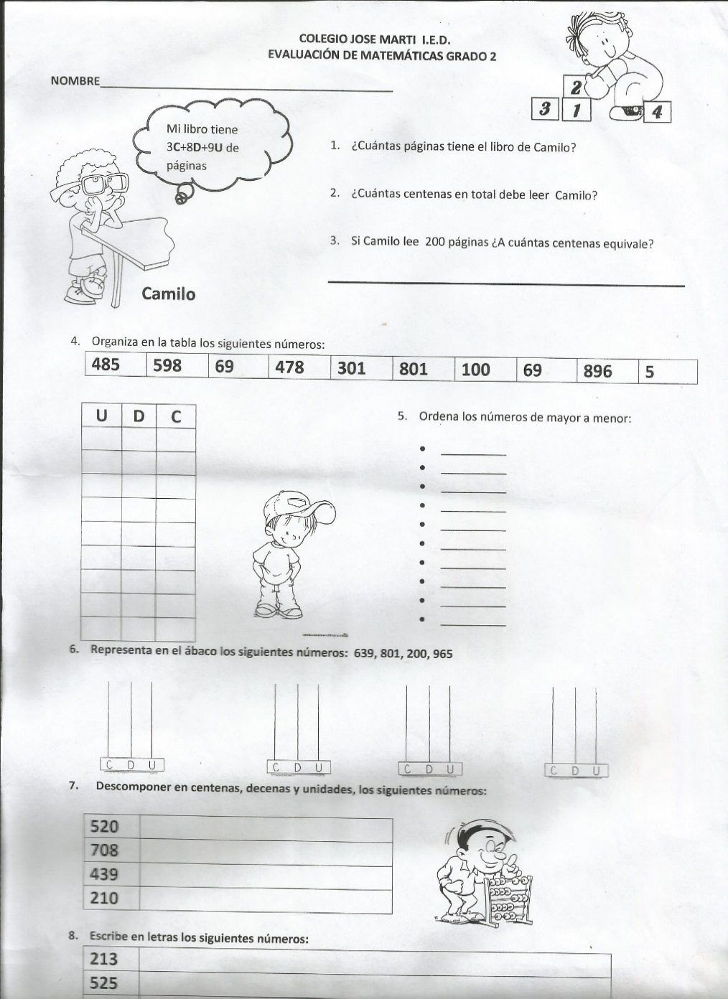 COLEGIO JOSE MARTI I.E.D.
EVALUACIÓN DE MATEMÁTICAS GRADO 2
NOMBRE
2
3 1 4
Mi libro tiene
3C+8D+9U de
páginas
Camilo
1. ¿Cuántas páginas tiene el libro de Camilo?
2. ¿Cuántas centenas en total debe leer Camilo?
3. Si Camilo lee 200 páginas ¿A cuántas centenas equivale?
4. Organiza en la tabla los siguientes números:
485 598 69 478 301 801 100 69 896 5
U D C
5. Ordena los números de mayor a menor:
6. Representa en el ábaco los siguientes números: 639, 801, 200, 965
C D U C D U C D U C D U
7. Descomponer en centenas, decenas y unidades, los siguientes números:
520
708
439
210
8. Escribe en letras los siguientes números:
213
525